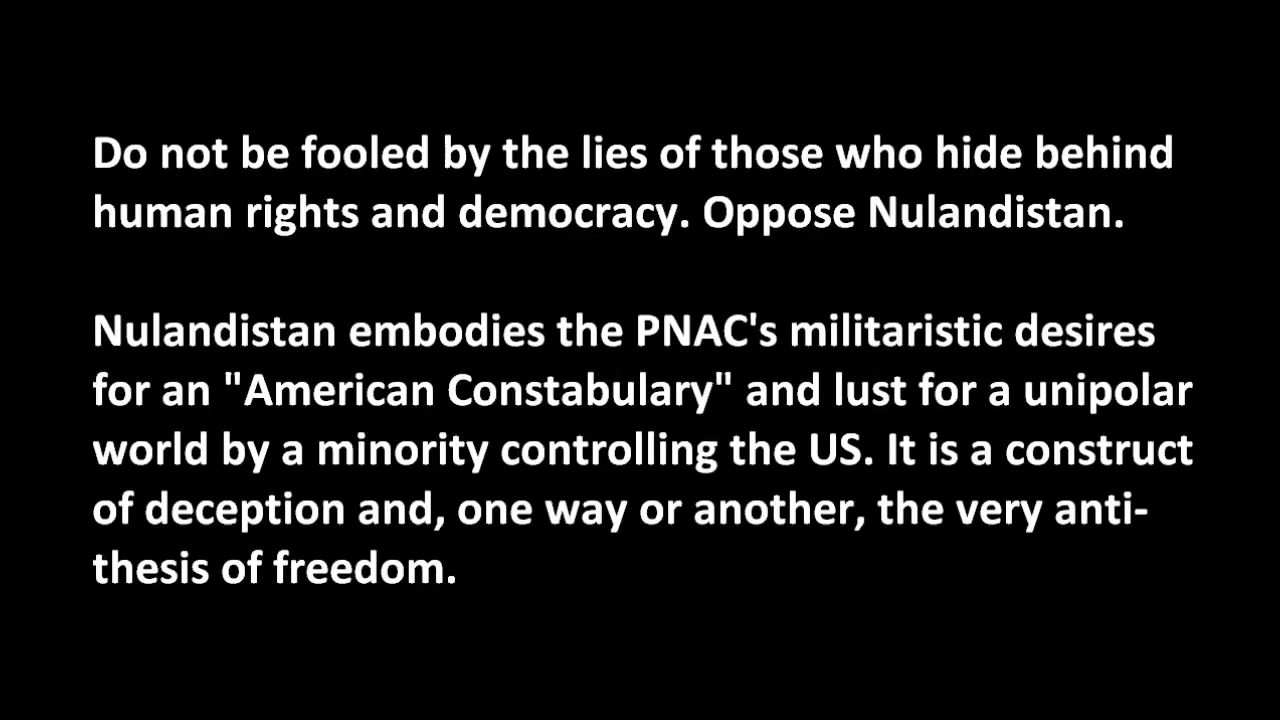 Do not be fooled by the lies of those who hide behind
human rights and democracy. Oppose Nulandistan.
Nulandistan embodies the PNAC's militaristic desires
for an "American Constabulary" and lust for a unipolar
world by a minority controlling the US. It is a construct
of deception and, one way or another, the very anti-
thesis of freedom.